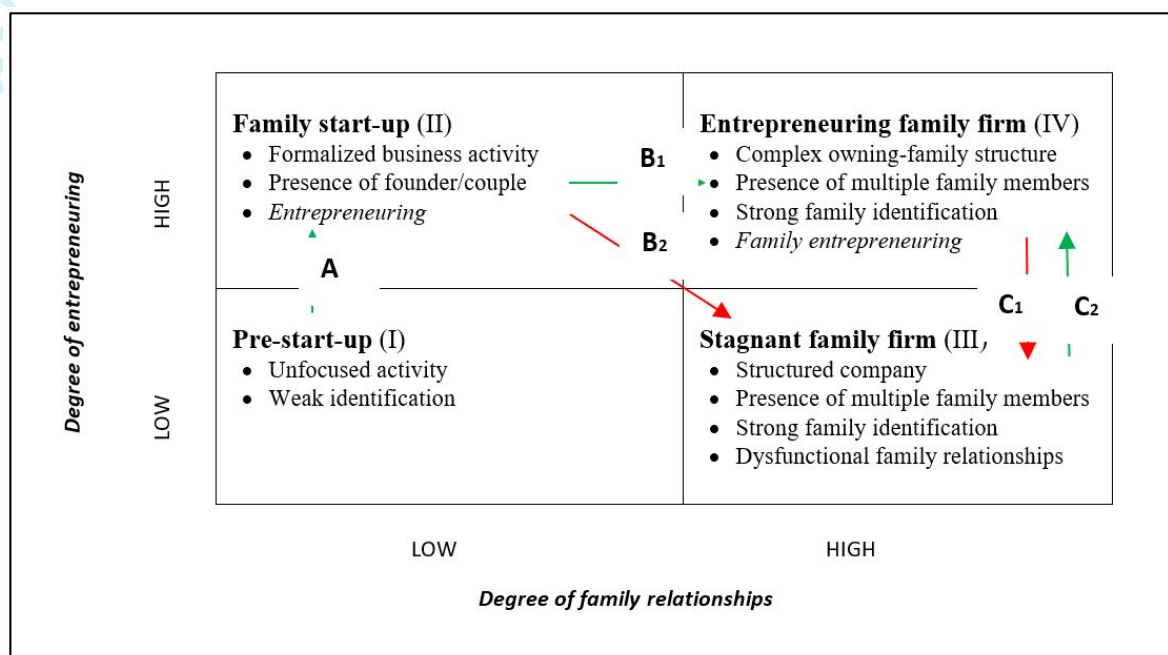 Family start-up (II)
• Formalized business activity
• Presence of founder/couple
• Entrepreneuring
B1
B2
A
Entrepreneuring family firm (IV)
• Complex owning-family structure
• Presence of multiple family members
• Strong family identification
• Family entrepreneuring
C1
C2
Pre-start-up (I)
• Unfocused activity
• Weak identification
Stagnant family firm (III)
• Structured company
• Presence of multiple family members
• Strong family identification
• Dysfunctional family relationships
Degree of entrepreneuring
HIGH
LOW
LOW
HIGH
Degree of family relationships